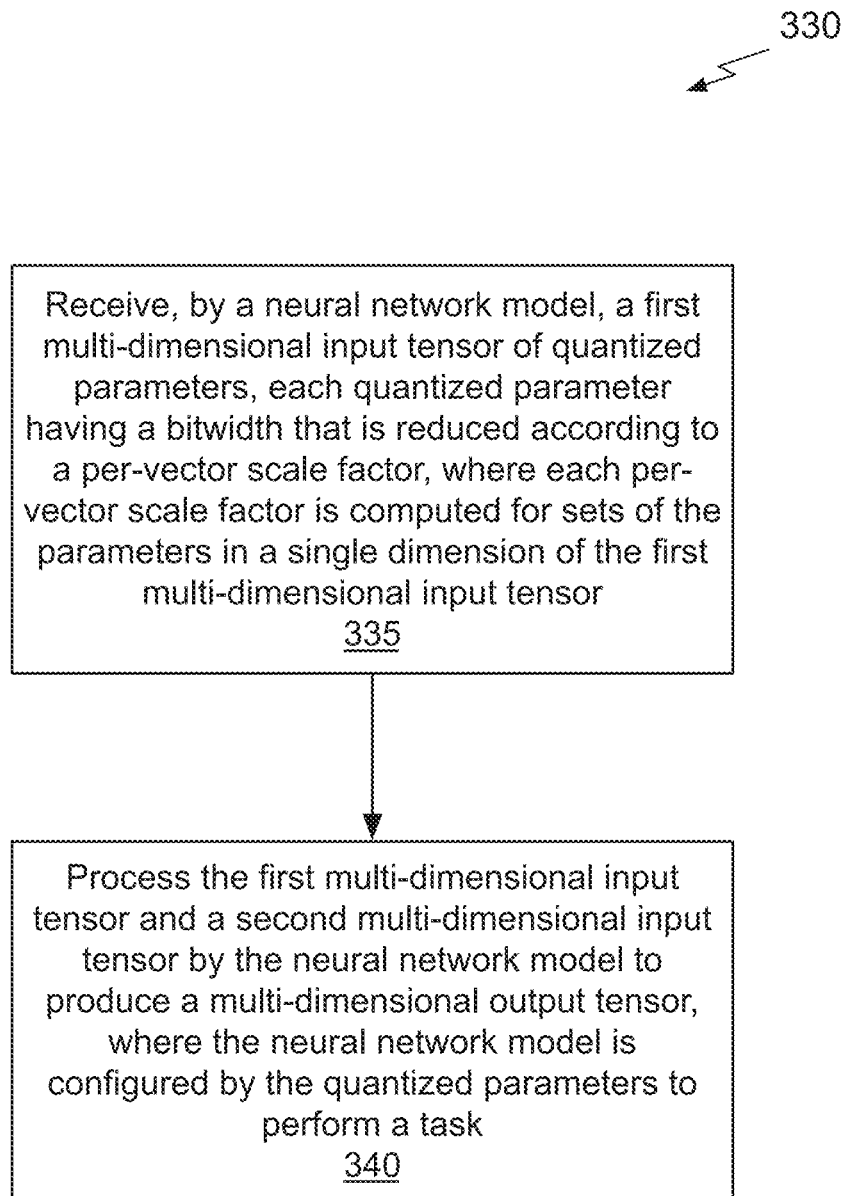 330
Receive, by a neural network model, a first
multi-dimensional input tensor of quantized
parameters, each quantized parameter
having a bitwidth that is reduced according to
a per-vector scale factor, where each per-
vector scale factor is computed for sets of the
parameters in a single dimension of the first
multi-dimensional input tensor
335
Process the first multi-dimensional input
tensor and a second multi-dimensional input
tensor by the neural network model to
produce a multi-dimensional output tensor,
where the neural network model is
configured by the quantized parameters to
perform a task
340